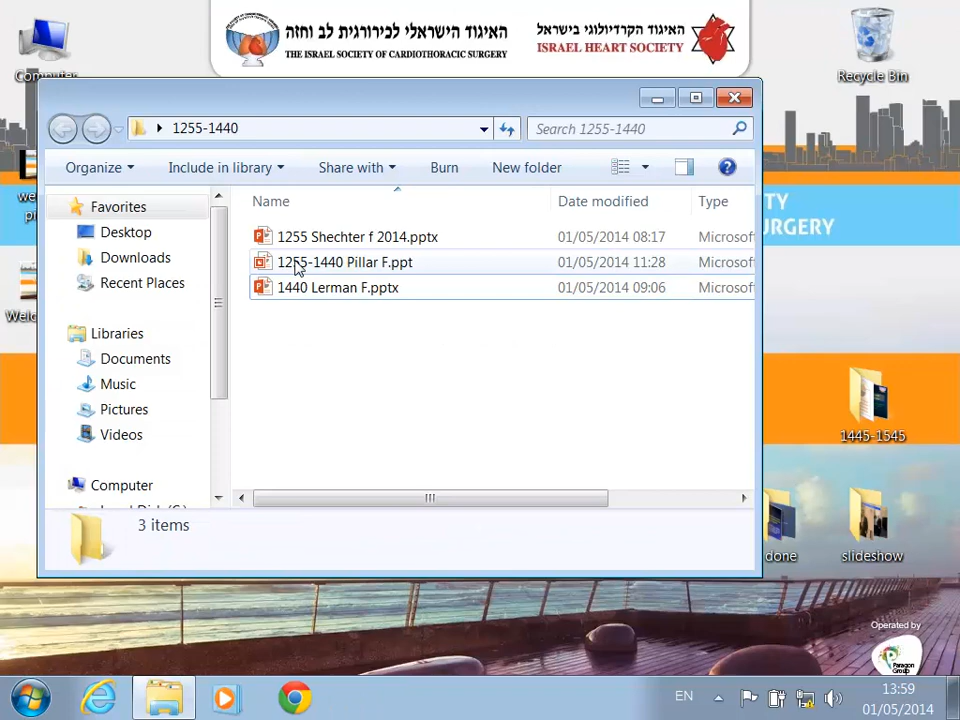 האיגוד הישראלי לכירורגית לב וחזה
THE ISRAEL SOCIETY OF CARDIOTHORACIC SURGERY
האיגוד הקרדיולוגי בישראל
ISRAEL HEART SOCIETY
Computer
Recycle Bin
1255-1440
Search 1255-1440
Organize
Include in library
Share with
Burn
New folder
Favorites
Desktop
Downloads
Recent Places
Libraries
Documents
Music
Pictures
Videos
Computer
Name
Date modified
Type
1255 Shechter f 2014.pptx
01/05/2014 08:17
Microsof
1255-1440 Pillar F.ppt
01/05/2014 11:28
Microsof
1440 Lerman F.pptx
01/05/2014 09:06
Microsof
3 items
TY
URGERY
1445-1545
done
slideshow
Operated by
Paragon
Group
EN
13:59
01/05/2014